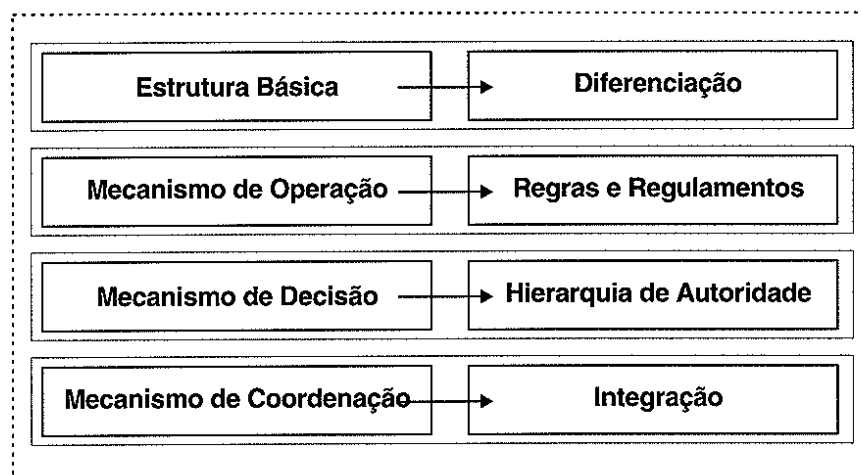 Estrutura Básica
Diferenciação
Mecanismo de Operação
Regras e Regulamentos
Mecanismo de Decisão
Hierarquia de Autoridade
Mecanismo de Coordenação
Integração